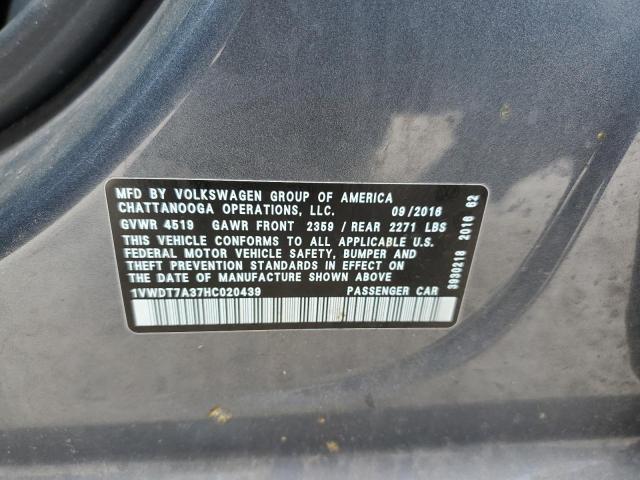 MFD BY VOLKSWAGEN GROUP OF AMERICA
CHATTANOOGA OPERATIONS, LLC. 09/2016
GVWR 4519 GAWR FRONT 2359 / REAR 2271 LBS
THIS VEHICLE CONFORMS TO ALL APPLICABLE U.S.
FEDERAL MOTOR VEHICLE SAFETY, BUMPER AND
THEFT PREVENTION STANDARDS IN EFFECT ON
THE DATE OF MANUFACTURE SHOWN ABOVE
1VWDT7A37HC020439 PASSENGER CAR
3930218 2016 62